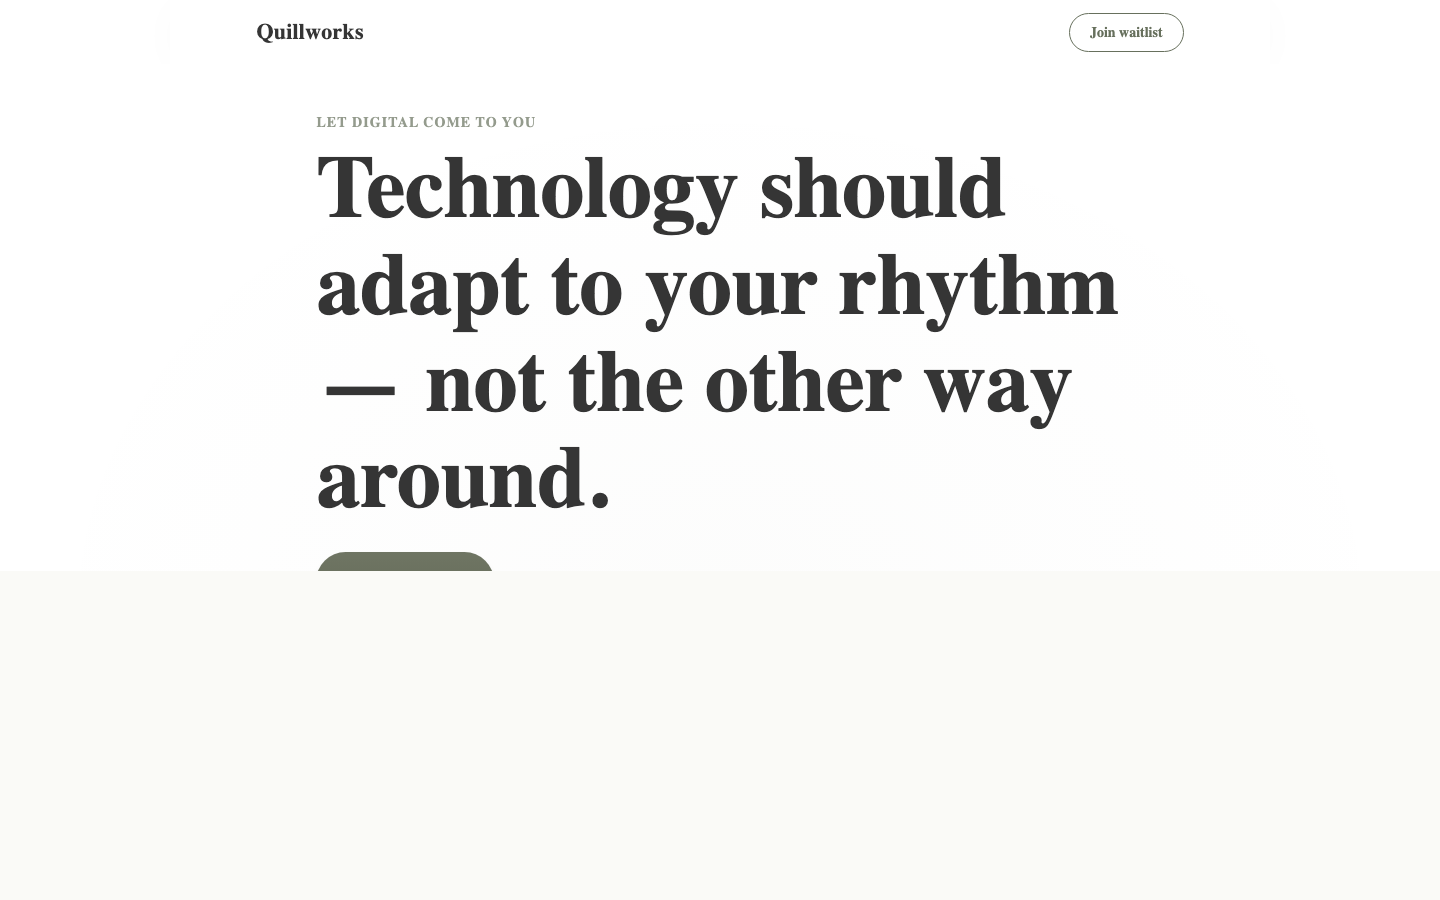 Quillworks
Join waitlist
LET DIGITAL COME TO YOU
Technology should
adapt to your rhythm
— not the other way
around.